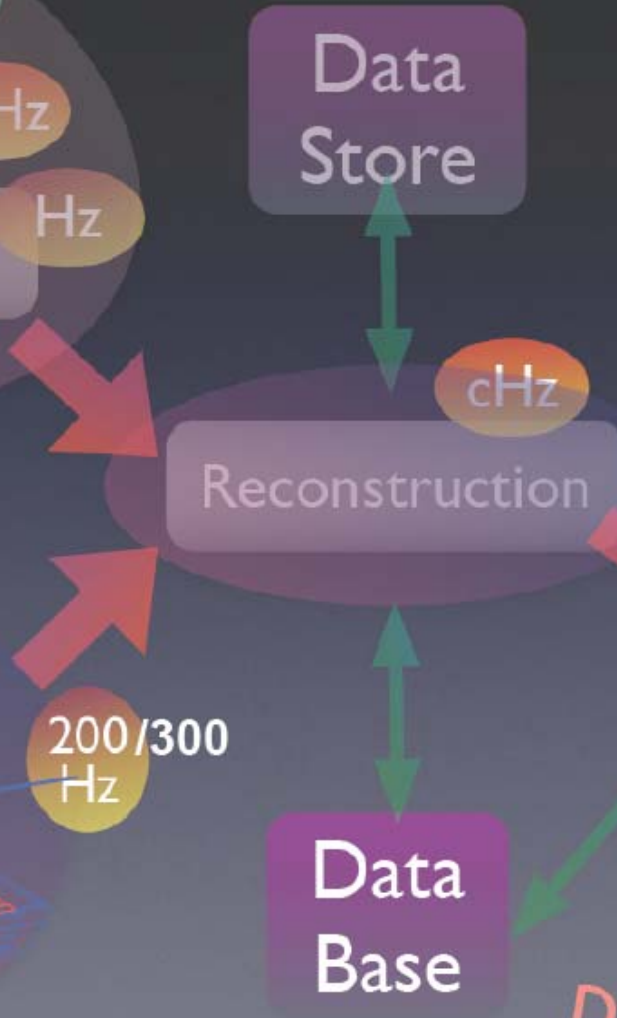 Data
Store
Hz
Hz
cHz
Reconstruction
200/300
Hz
Data
Base